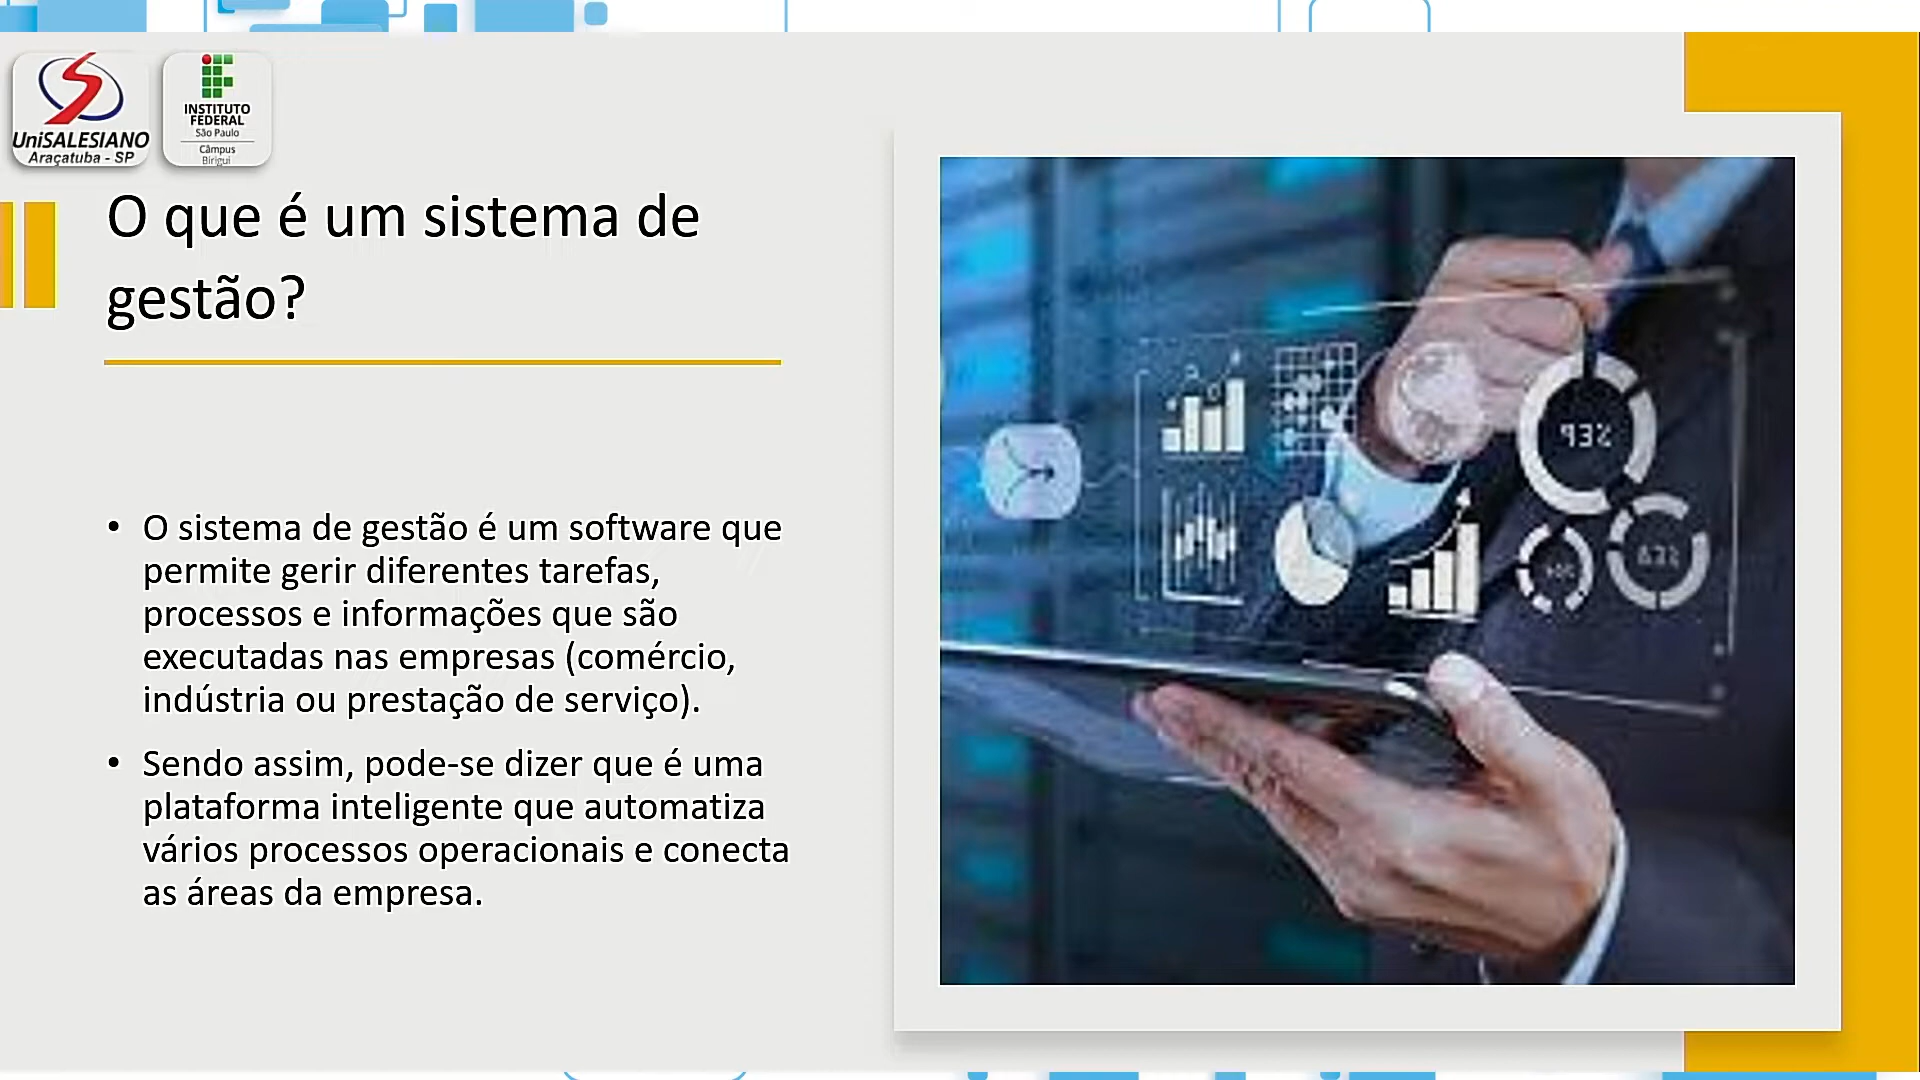 UniSALESIANO
Araçatuba - SP
INSTITUTO
FEDERAL
São Paulo
Câmpus
Birigui
O que é um sistema de
gestão?
• O sistema de gestão é um software que
permite gerir diferentes tarefas,
processos e informações que são
executadas nas empresas (comércio,
indústria ou prestação de serviço).
• Sendo assim, pode-se dizer que é uma
plataforma inteligente que automatiza
vários processos operacionais e conecta
as áreas da empresa.
93%